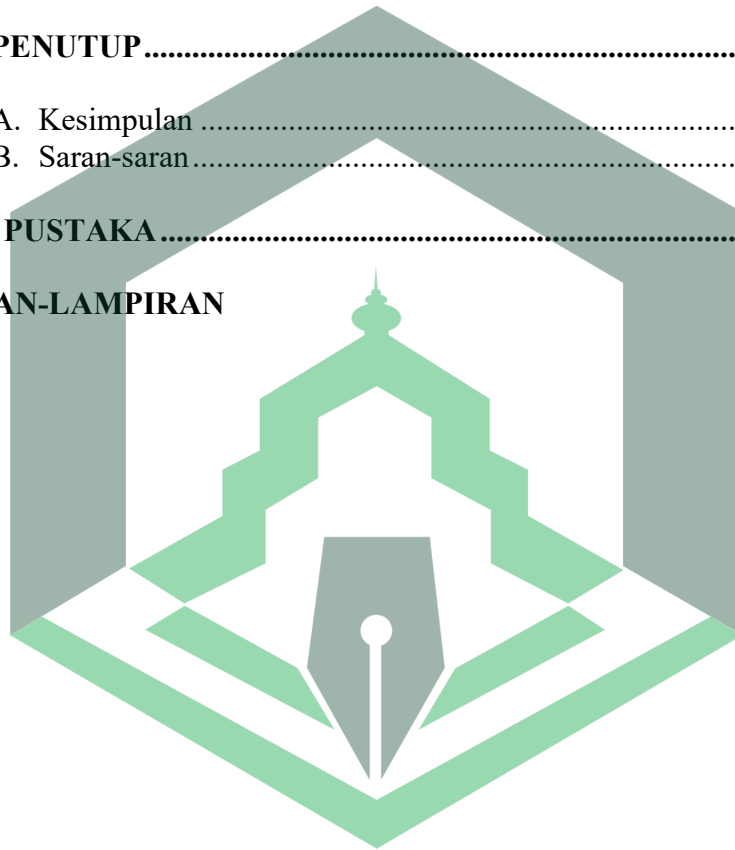 PENUTUP..........................................................................
A. Kesimpulan ....................................................................
B. Saran-saran.....................................................................
PUSTAKA........................................................................
AN-LAMPIRAN